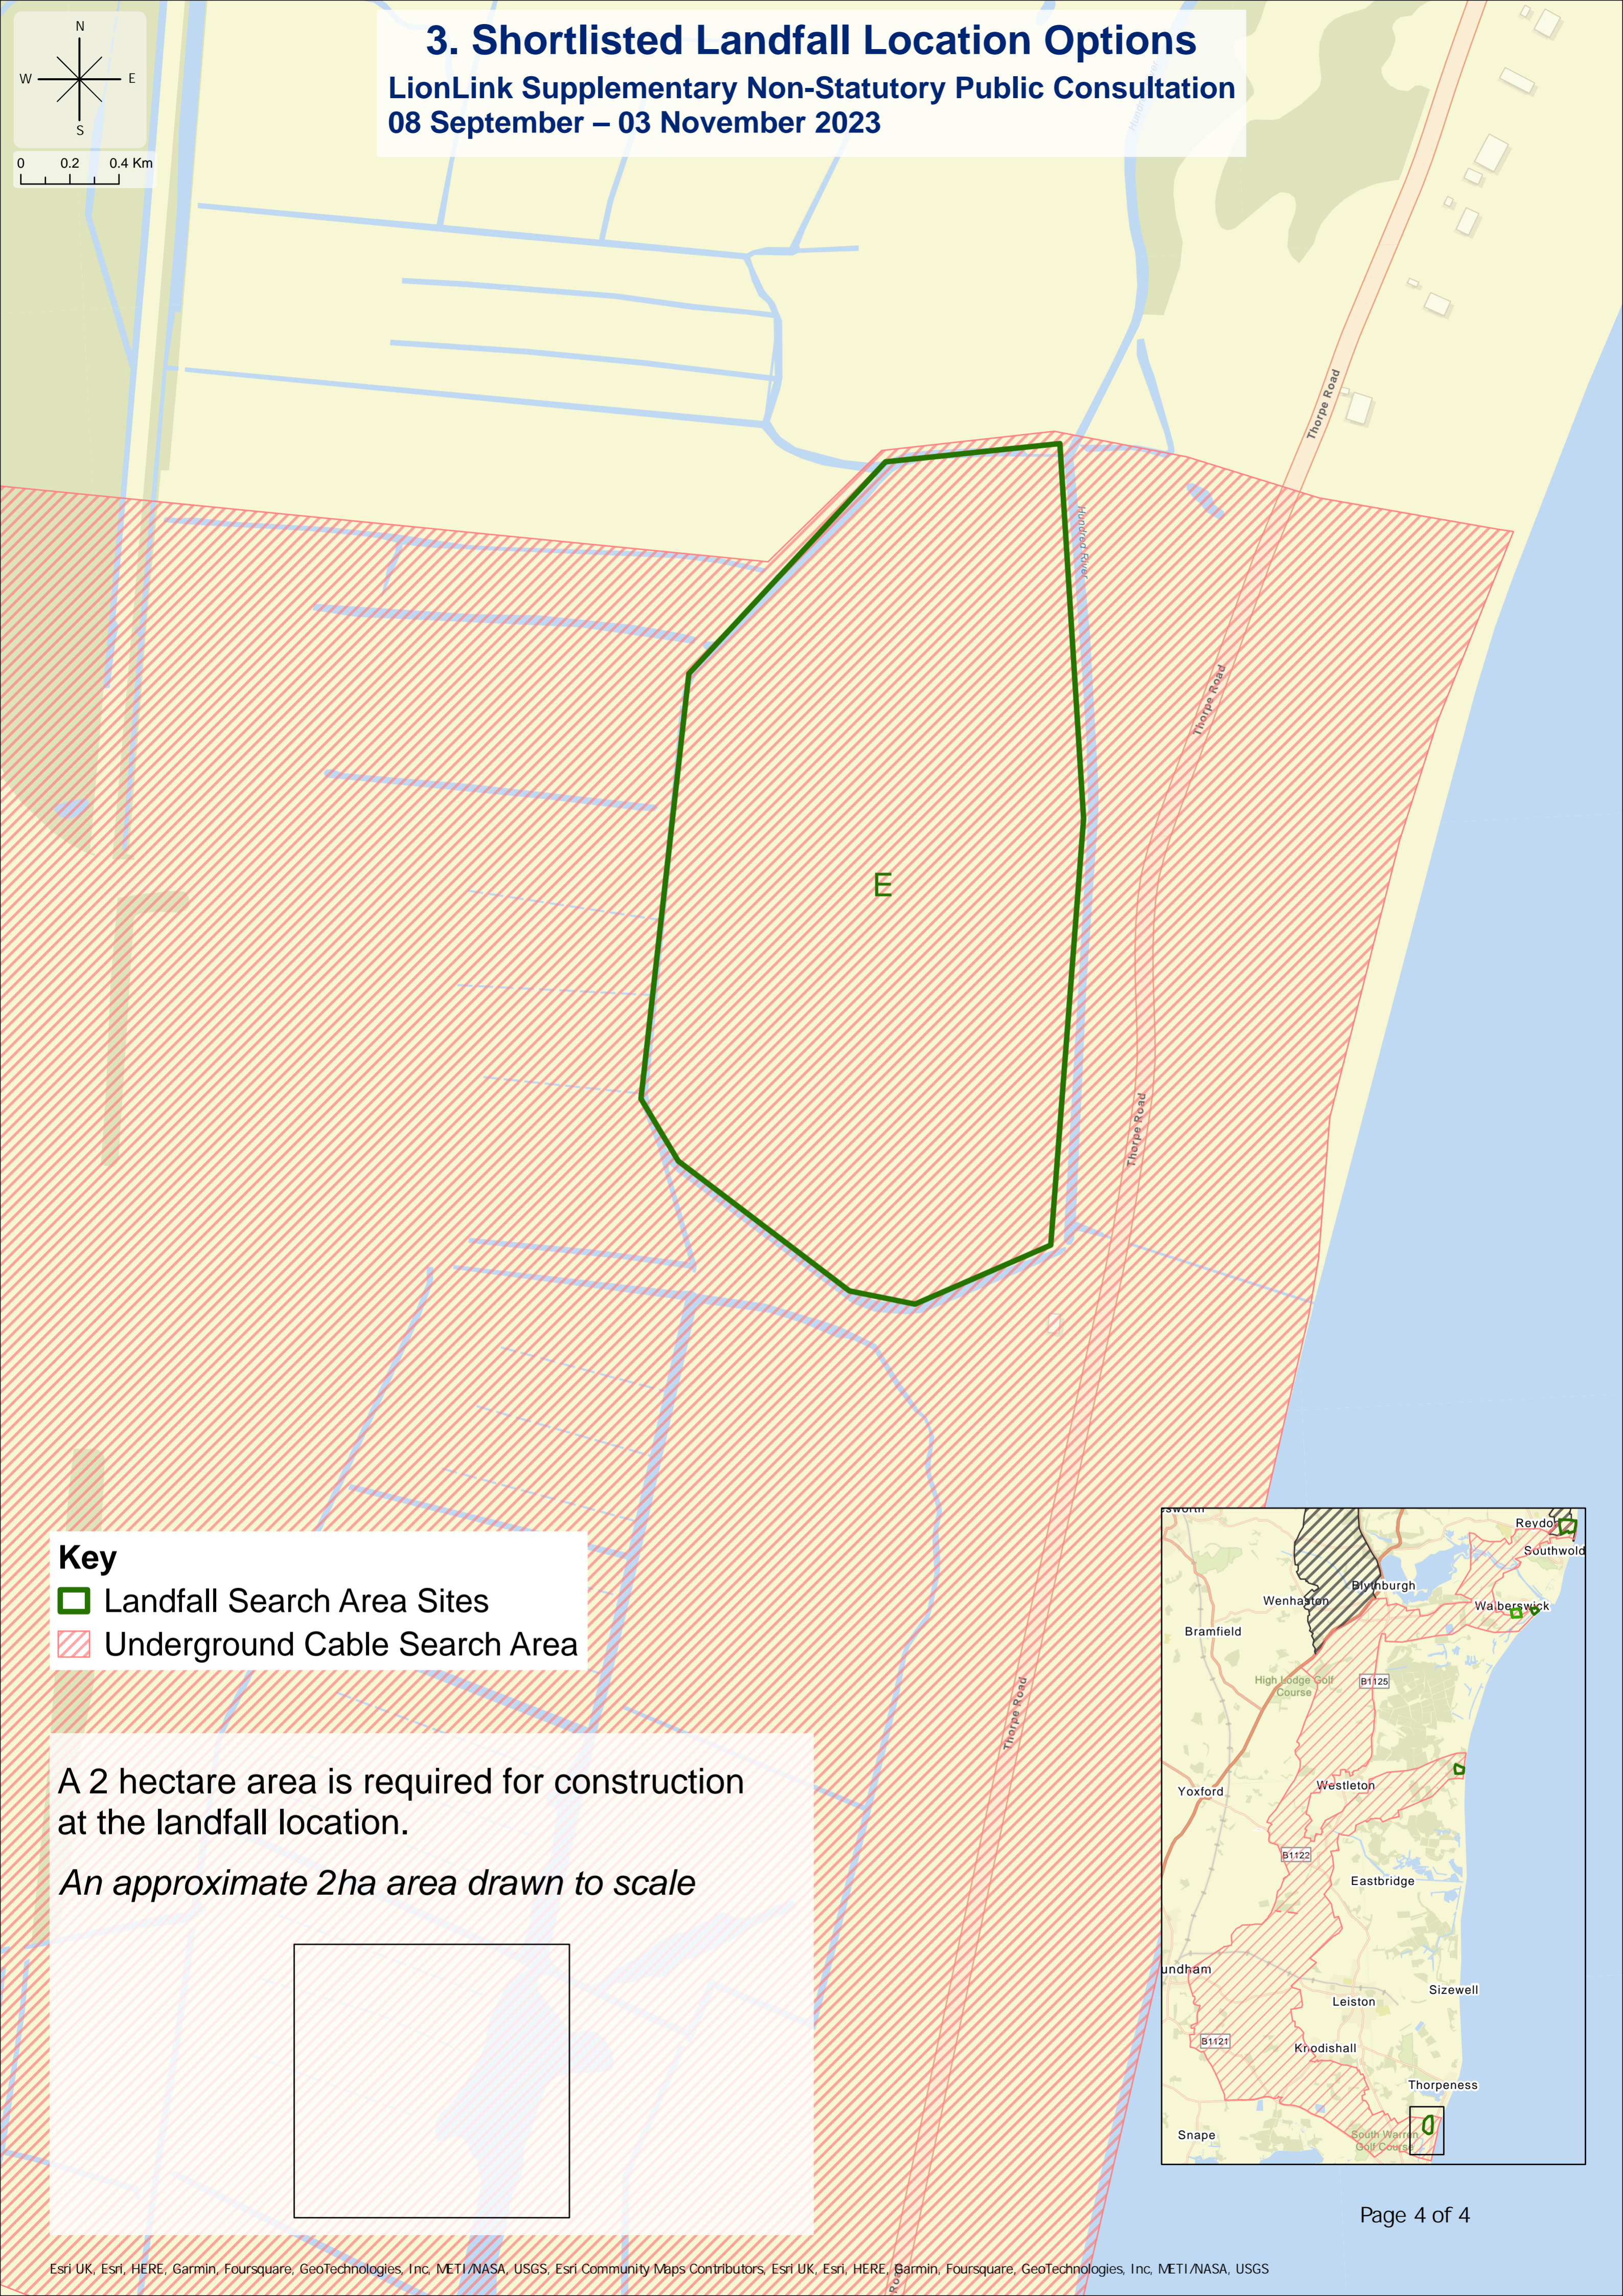 3. Shortlisted Landfall Location Options
LionLink Supplementary Non-Statutory Public Consultation
08 September – 03 November 2023
N
W
E
S
0 0.2 0.4 Km
Thorpe Road
Hundred River
Thorpe Road
E
Thorpe Road
Thorpe Road
Key
Landfall Search Area Sites
Underground Cable Search Area
A 2 hectare area is required for construction
at the landfall location.
An approximate 2ha area drawn to scale
esworth
Reydo
Southwold
Blythburgh
Wenhaston
Walberswick
Bramfield
High Lodge Golf
Course
B1125
Westleton
Yoxford
B1122
Eastbridge
undham
Sizewell
Leiston
B1121
Knodishall
Thorpeness
Snape
South Warren
Golf Course
Page 4 of 4
Esri UK, Esri, HERE, Garmin, Foursquare, GeoTechnologies, Inc, METI/NASA, USGS, Esri Community Maps Contributors, Esri UK, Esri, HERE, Garmin, Foursquare, GeoTechnologies, Inc, METI/NASA, USGS